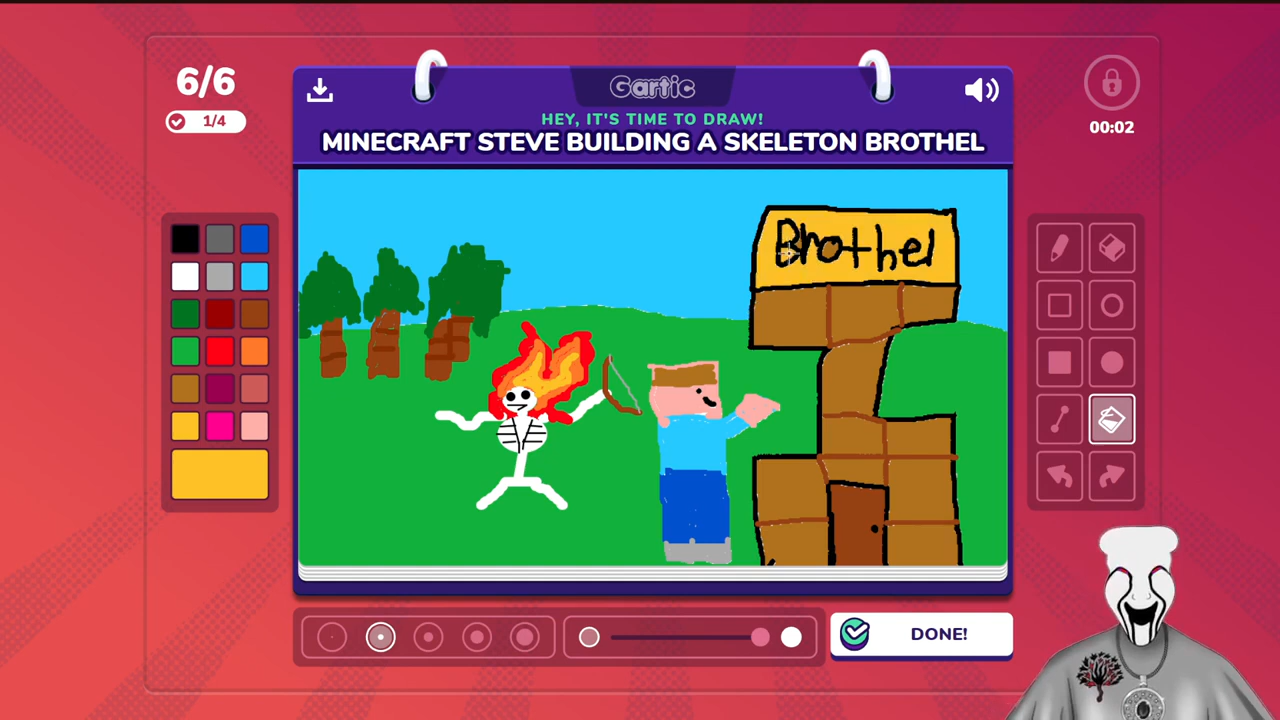 6/6
1/4
Gartic
HEY, IT'S TIME TO DRAW!
MINECRAFT STEVE BUILDING A SKELETON BROTHEL
00:02
Brothel
DONE!